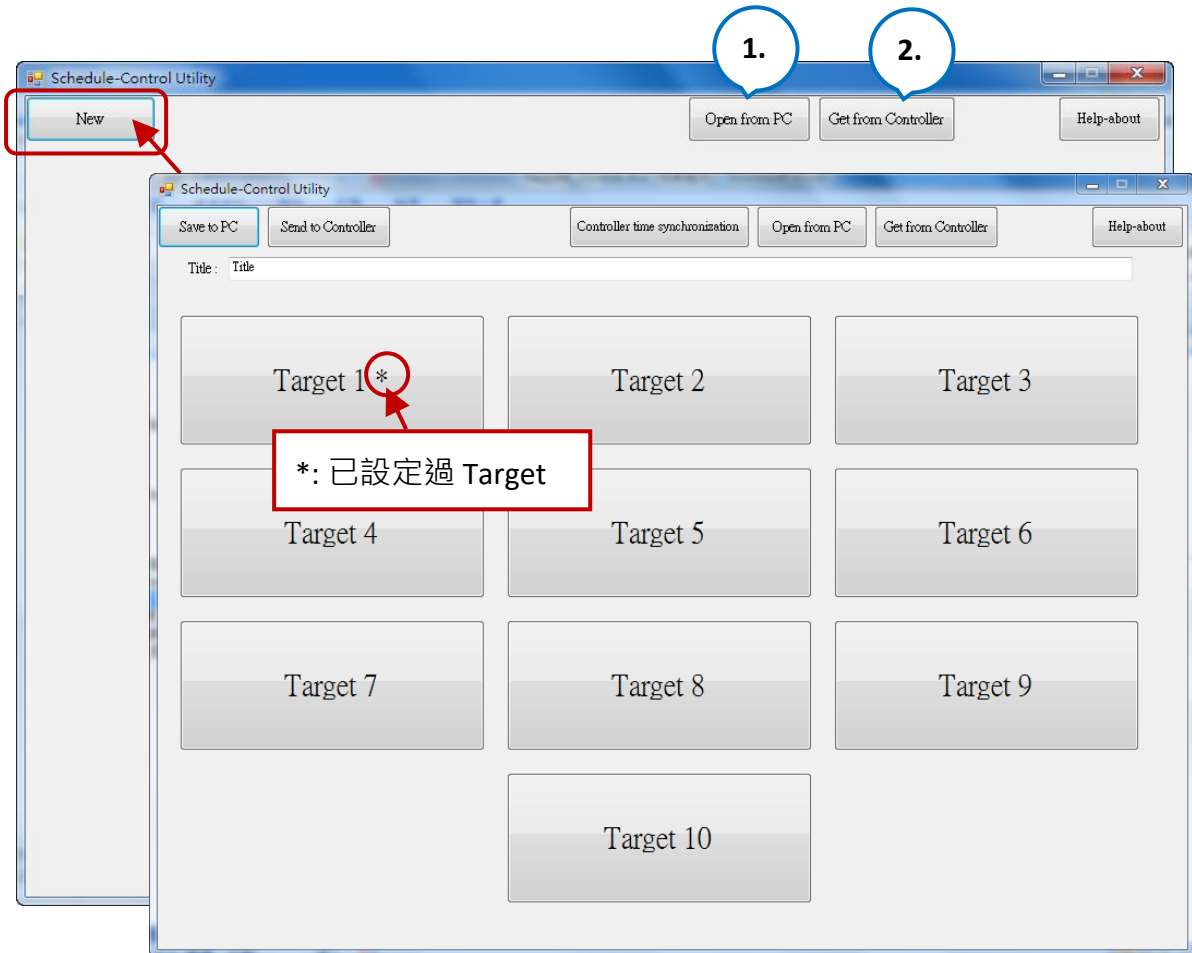 1.
2.
Schedule-Control Utility
New
Open from PC
Get from Controller
Help-about
Schedule-Control Utility
Save to PC
Send to Controller
Controller time synchronization
Open from PC
Get from Controller
Help-about
Title :
Title
Target 1 *
Target 2
Target 3
*: 已設定過 Target
Target 4
Target 5
Target 6
Target 7
Target 8
Target 9
Target 10